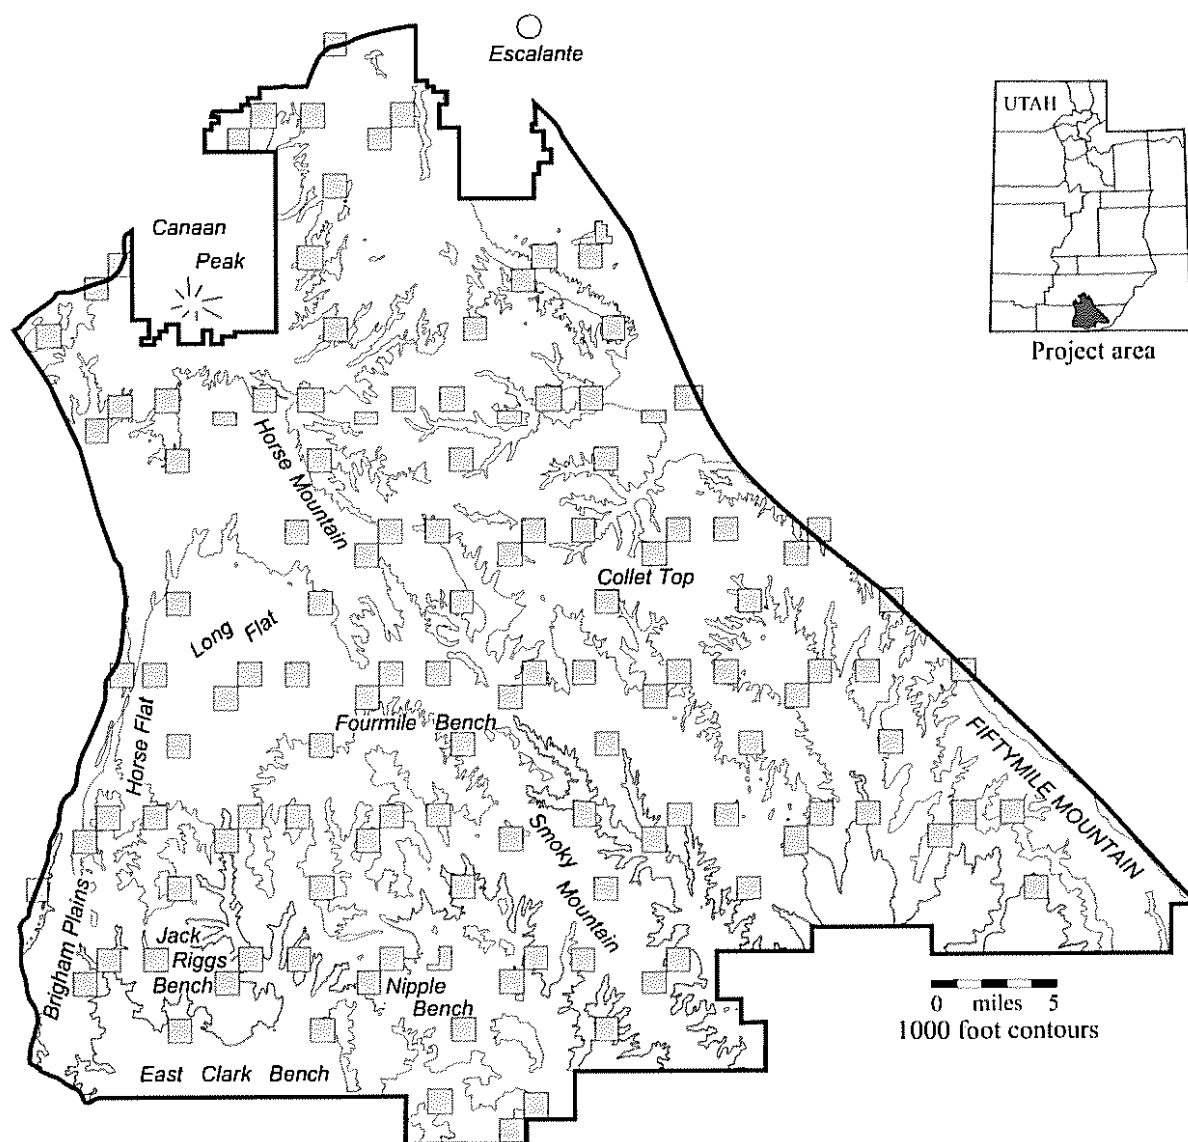 Escalante
UTAH
Canaan
Peak
Project area
Horse Mountain
Collet Top
Long Flat
Horse Flat
Fourmile Bench
FIFTYMILE MOUNTAIN
Smoky Mountain
Brigham Plains
Jack
Riggs
Bench
Nipple
Bench
0 miles 5
1000 foot contours
East Clark Bench